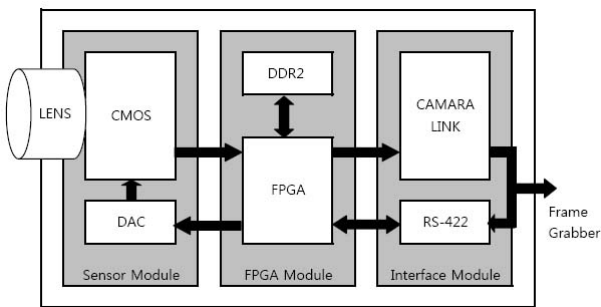 LENS
CMOS
DAC
Sensor Module
DDR2
FPGA
FPGA Module
CAMARA
LINK
RS-422
Interface Module
Frame
Grabber